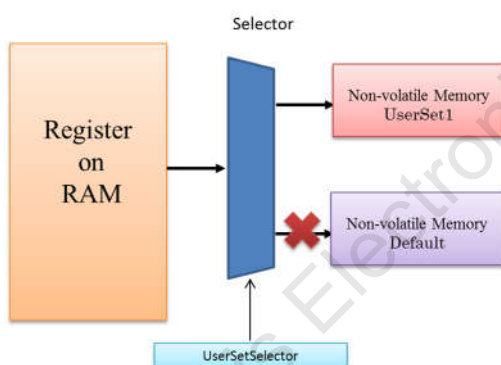 Selector
Register
on
RAM
Non-volatile Memory
UserSet1
Non-volatile Memory
Default
UserSetSelector